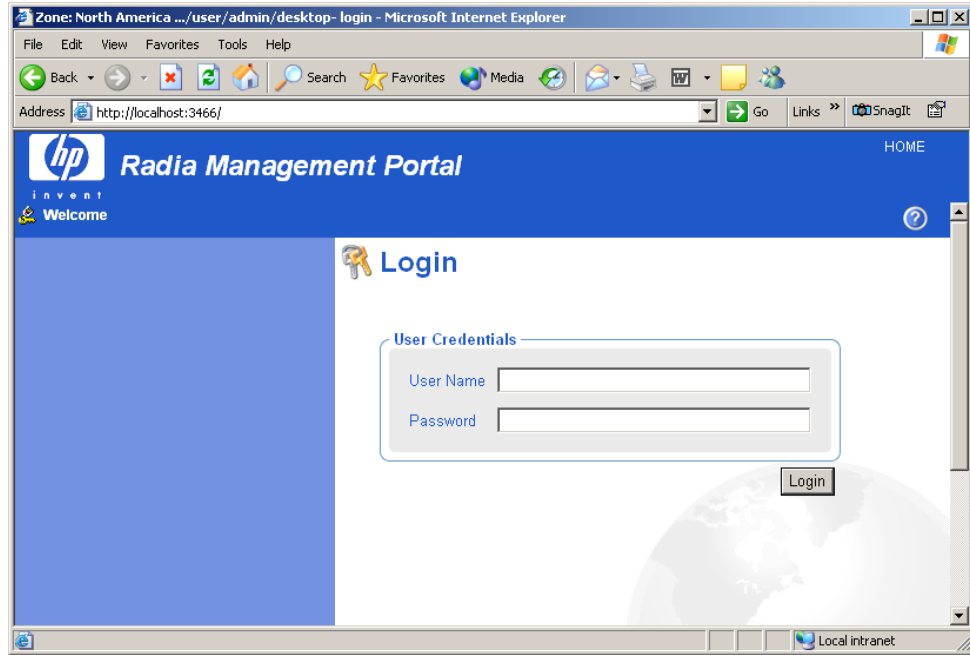 Zone: North America .../user/admin/desktop- login - Microsoft Internet Explorer
File Edit View Favorites Tools Help
Back Search Favorites Media W
Address http://localhost:3466/ Go Links » SnagIt
hp
invent
Radia Management Portal
HOME
Welcome
?
Login
User Credentials
User Name
Password
Login
Local intranet